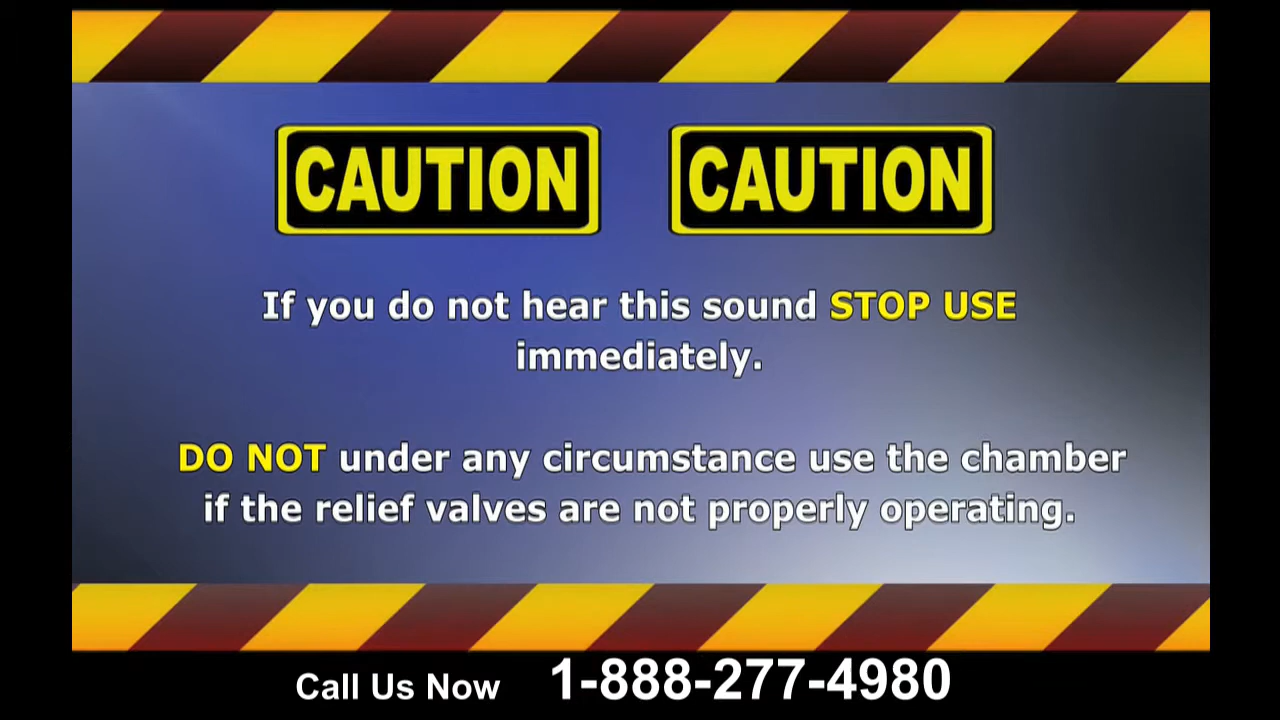 CAUTION CAUTION
If you do not hear this sound STOP USE
immediately.
DO NOT under any circumstance use the chamber
if the relief valves are not properly operating.
Call Us Now 1-888-277-4980